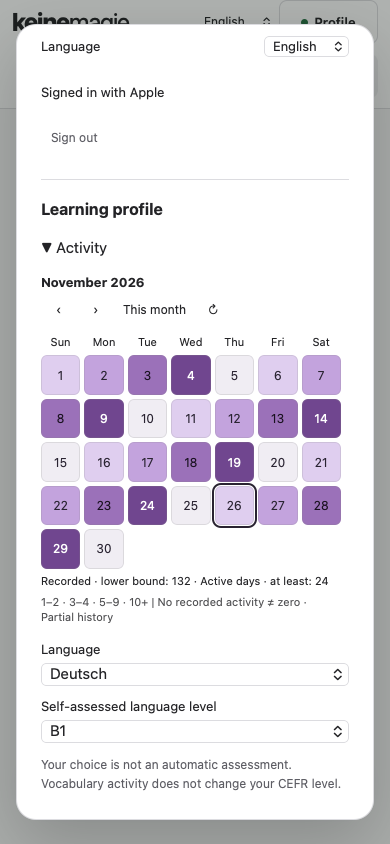 keinemagie
English
Profile
Language
English
Signed in with Apple
Sign out
Learning profile
▼ Activity
November 2026
‹ › This month ↻
Sun Mon Tue Wed Thu Fri Sat
1 2 3 4 5 6 7
8 9 10 11 12 13 14
15 16 17 18 19 20 21
22 23 24 25 26 27 28
29 30
Recorded · lower bound: 132 · Active days · at least: 24
1–2 · 3–4 · 5–9 · 10+ | No recorded activity ≠ zero ·
Partial history
Language
Deutsch
Self-assessed language level
B1
Your choice is not an automatic assessment.
Vocabulary activity does not change your CEFR level.